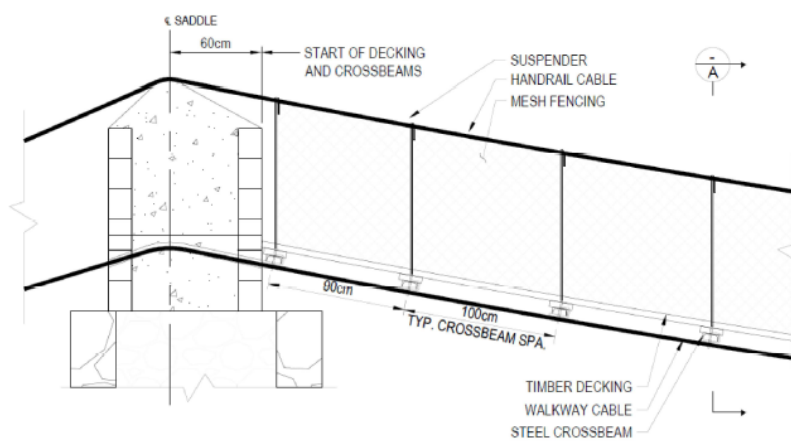 ℄ SADDLE
60cm
START OF DECKING
AND CROSSBEAMS
SUSPENDER
HANDRAIL CABLE
MESH FENCING
-
A
90cm
100cm
TYP. CROSSBEAM SPA.
TIMBER DECKING
WALKWAY CABLE
STEEL CROSSBEAM